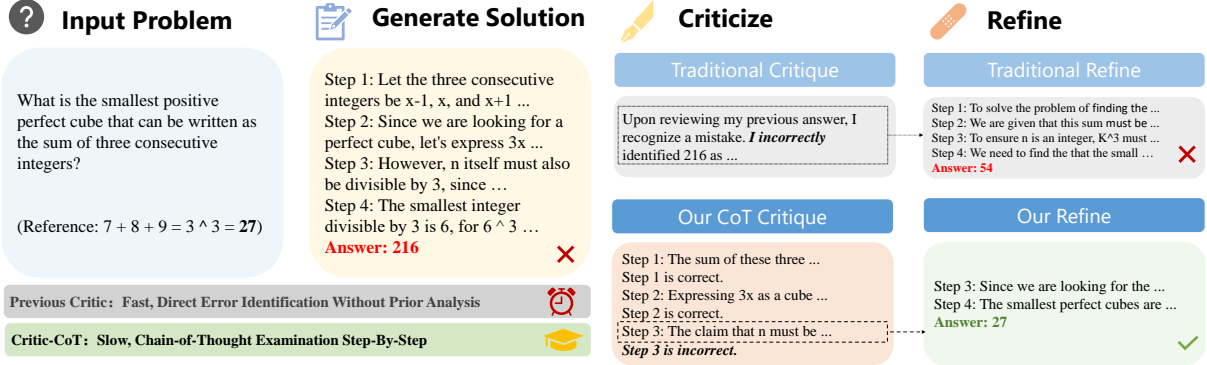 ?
Input Problem
What is the smallest positive
perfect cube that can be written as
the sum of three consecutive
integers?
(Reference: 7 + 8 + 9 = 3 ^ 3 = 27)
Generate Solution
Step 1: Let the three consecutive
integers be x-1, x, and x+1 ...
Step 2: Since we are looking for a
perfect cube, let's express 3x ...
Step 3: However, n itself must also
be divisible by 3, since …
Step 4: The smallest integer
divisible by 3 is 6, for 6 ^ 3 …
Answer: 216
Previous Critic: Fast, Direct Error Identification Without Prior Analysis
Critic-CoT: Slow, Chain-of-Thought Examination Step-By-Step
Criticize
Traditional Critique
Upon reviewing my previous answer, I
recognize a mistake. I incorrectly
identified 216 as ...
Our CoT Critique
Step 1: The sum of these three ...
Step 1 is correct.
Step 2: Expressing 3x as a cube ...
Step 2 is correct.
Step 3: The claim that n must be ...
Step 3 is incorrect.
Refine
Traditional Refine
Step 1: To solve the problem of finding the ...
Step 2: We are given that this sum must be ...
Step 3: To ensure n is an integer, K^3 must ...
Step 4: We need to find the that the small …
Answer: 54
Our Refine
Step 3: Since we are looking for the ...
Step 4: The smallest perfect cubes are ...
Answer: 27